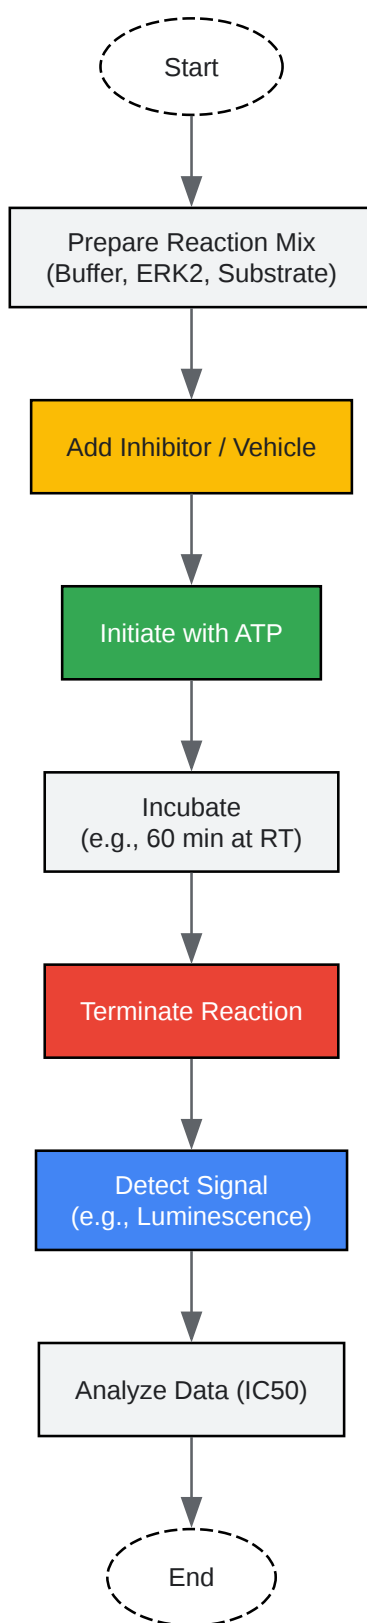 Start
Prepare Reaction Mix
(Buffer, ERK2, Substrate)
Add Inhibitor / Vehicle
Initiate with ATP
Incubate
(e.g., 60 min at RT)
Terminate Reaction
Detect Signal
(e.g., Luminescence)
Analyze Data (IC50)
End